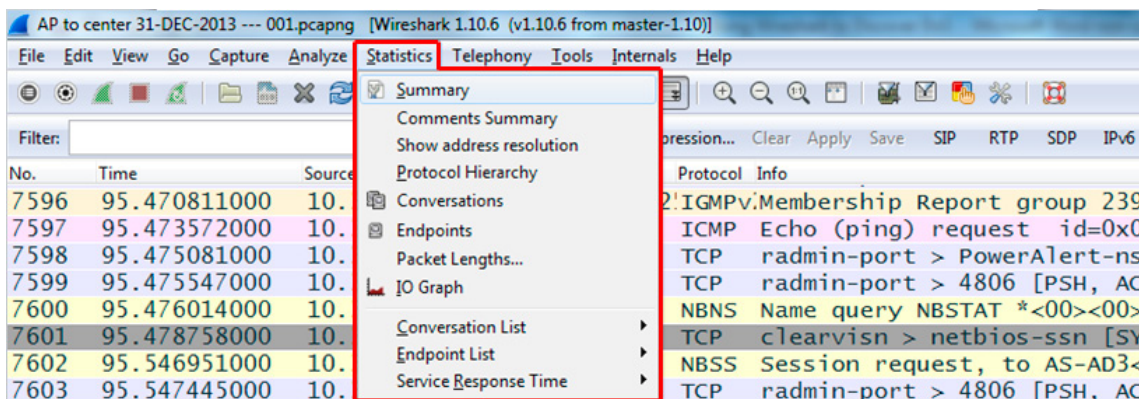 AP to center 31-DEC-2013 --- 001.pcapng [Wireshark 1.10.6 (v1.10.6 from master-1.10)]
File Edit View Go Capture Analyze Statistics Telephony Tools Internals Help
Summary
Comments Summary
Show address resolution
Protocol Hierarchy
Conversations
Endpoints
Packet Lengths...
IO Graph
Conversation List
Endpoint List
Service Response Time
Filter: pression... Clear Apply Save SIP RTP SDP IPv6
No. Time Source Protocol Info
7596 95.470811000 10. IGMPv Membership Report group 239
7597 95.473572000 10. ICMP Echo (ping) request id=0x0
7598 95.475081000 10. TCP radmin-port > PowerAlert-ns
7599 95.475547000 10. TCP radmin-port > 4806 [PSH, AC
7600 95.476014000 10. NBNS Name query NBSTAT *<00><00>
7601 95.478758000 10. TCP clearvisn > netbios-ssn [SY
7602 95.546951000 10. NBSS Session request, to AS-AD3<
7603 95.547445000 10. TCP radmin-port > 4806 [PSH, AC